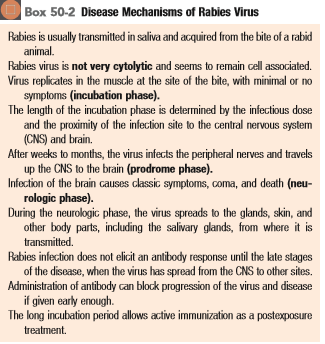 Box 50-2 Disease Mechanisms of Rabies Virus
Rabies is usually transmitted in saliva and acquired from the bite of a rabid
animal.
Rabies virus is not very cytolytic and seems to remain cell associated.
Virus replicates in the muscle at the site of the bite, with minimal or no
symptoms (incubation phase).
The length of the incubation phase is determined by the infectious dose
and the proximity of the infection site to the central nervous system
(CNS) and brain.
After weeks to months, the virus infects the peripheral nerves and travels
up the CNS to the brain (prodrome phase).
Infection of the brain causes classic symptoms, coma, and death (neu-
rologic phase).
During the neurologic phase, the virus spreads to the glands, skin, and
other body parts, including the salivary glands, from where it is
transmitted.
Rabies infection does not elicit an antibody response until the late stages
of the disease, when the virus has spread from the CNS to other sites.
Administration of antibody can block progression of the virus and disease
if given early enough.
The long incubation period allows active immunization as a postexposure
treatment.